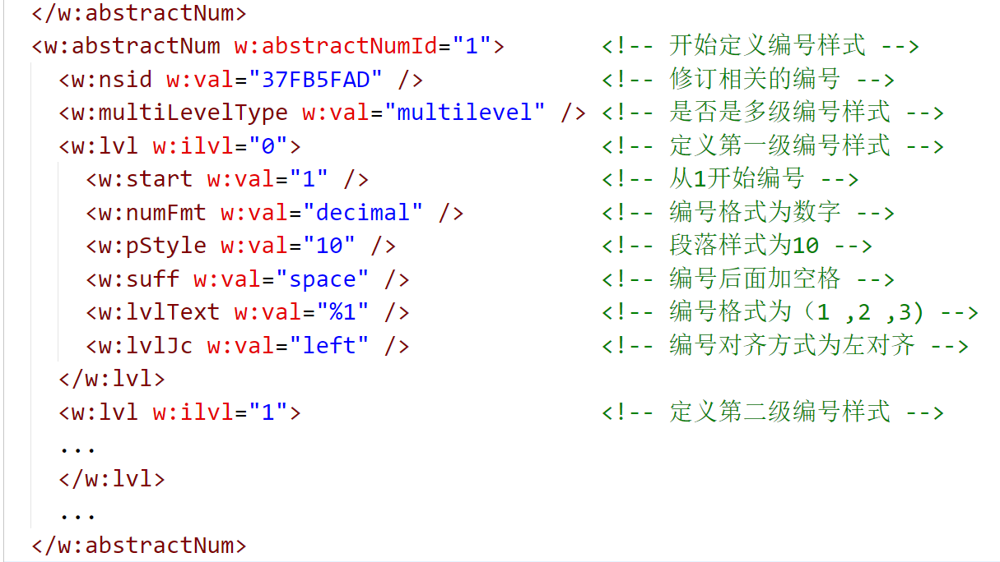 </w:abstractNum>
<w:abstractNum w:abstractNumId="1"> <!-- 开始定义编号样式 -->
<w:nsid w:val="37FB5FAD" /> <!-- 修订相关的编号 -->
<w:multiLevelType w:val="multilevel" /> <!-- 是否是多级编号样式 -->
<w:lvl w:ilvl="0"> <!-- 定义第一级编号样式 -->
<w:start w:val="1" /> <!-- 从1开始编号 -->
<w:numFmt w:val="decimal" /> <!-- 编号格式为数字 -->
<w:pStyle w:val="10" /> <!-- 段落样式为10 -->
<w:suff w:val="space" /> <!-- 编号后面加空格 -->
<w:lvlText w:val="%1" /> <!-- 编号格式为（1 ,2 ,3) -->
<w:lvlJc w:val="left" /> <!-- 编号对齐方式为左对齐 -->
</w:lvl>
<w:lvl w:ilvl="1"> <!-- 定义第二级编号样式 -->
...
</w:lvl>
...
</w:abstractNum>